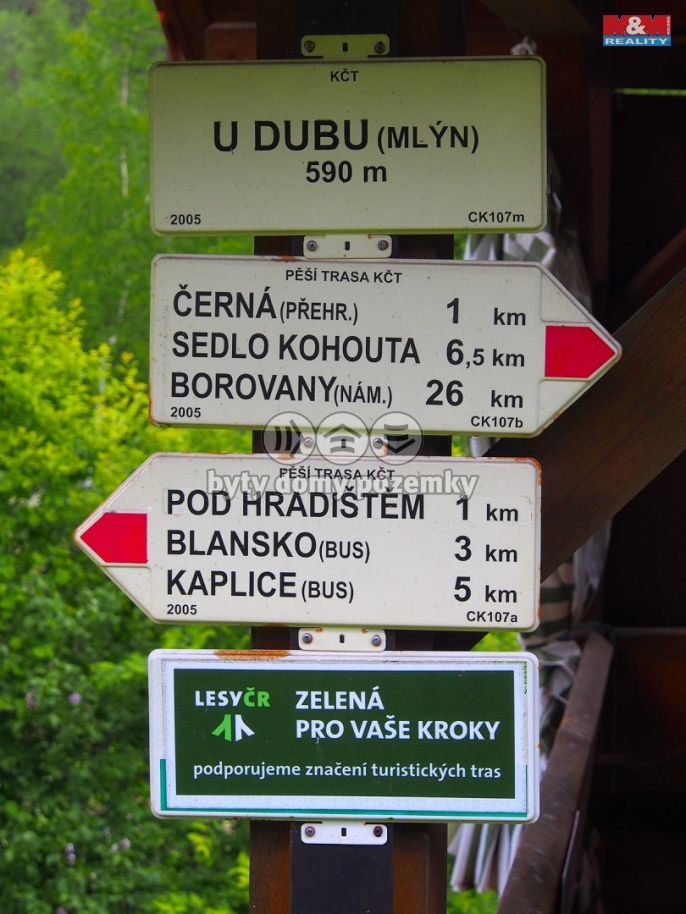 M&M
REALITY
KČT
U DUBU (MLÝN)
590 m
2005 CK107m
PĚŠÍ TRASA KČT
ČERNÁ (PŘEHR.) 1 km
SEDLO KOHOUTA 6,5 km
BOROVANY (NÁM.) 26 km
2005 CK107b
PĚŠÍ TRASA KČT
byty domy pozemky
POD HRADIŠTĚM 1 km
BLANSKO (BUS) 3 km
KAPLICE (BUS) 5 km
2005 CK107a
LESY ČR
ZELENÁ
PRO VAŠE KROKY
podporujeme značení turistických tras